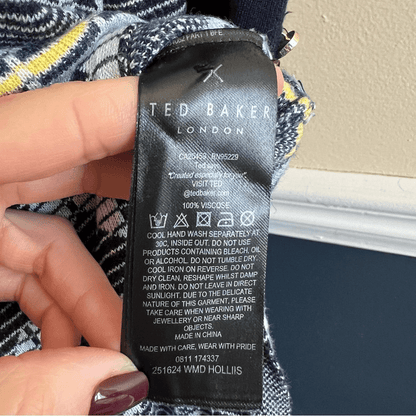 TED BAKER
LONDON
CA25459 - RN95229
"Ted says"
"Created especially for you"
VISIT TED
@tedbaker.com
100% VISCOSE
COOL HAND WASH SEPARATELY AT
30C, INSIDE OUT. DO NOT USE
PRODUCTS CONTAINING BLEACH, OIL
OR ALCOHOL. DO NOT TUMBLE DRY.
COOL IRON ON REVERSE. DO NOT
DRY CLEAN. RESHAPE WHILST DAMP
AND IRON. DO NOT LEAVE IN DIRECT
SUNLIGHT. DUE TO THE DELICATE
NATURE OF THIS GARMENT, PLEASE
TAKE CARE WHEN WEARING WITH
JEWELLERY OR NEAR SHARP
OBJECTS.
MADE IN CHINA
MADE WITH CARE, WEAR WITH PRIDE
0811 174337
251624 WMD HOLLIIS